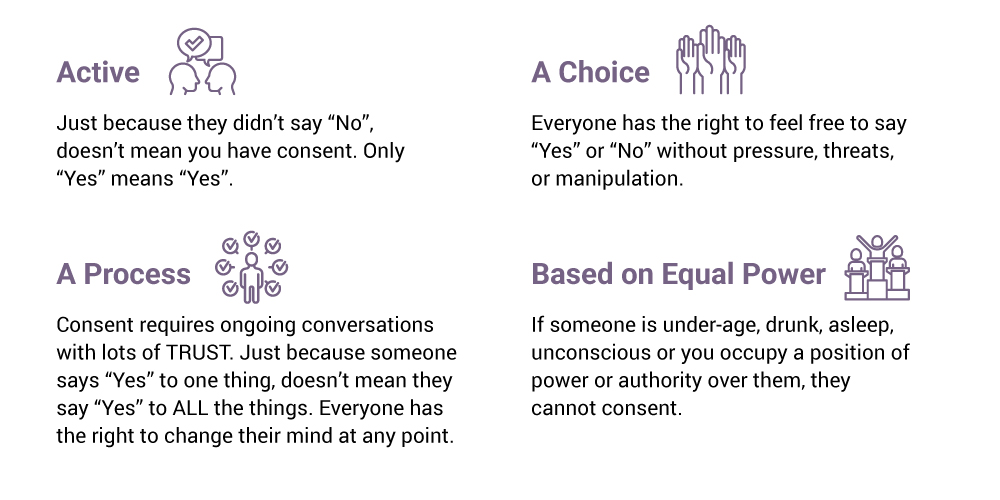 Active
Just because they didn’t say “No”,
doesn’t mean you have consent. Only
“Yes” means “Yes”.
A Choice
Everyone has the right to feel free to say
“Yes” or “No” without pressure, threats,
or manipulation.
A Process
Consent requires ongoing conversations
with lots of TRUST. Just because someone
says “Yes” to one thing, doesn’t mean they
say “Yes” to ALL the things. Everyone has
the right to change their mind at any point.
Based on Equal Power
If someone is under-age, drunk, asleep,
unconscious or you occupy a position of
power or authority over them, they
cannot consent.